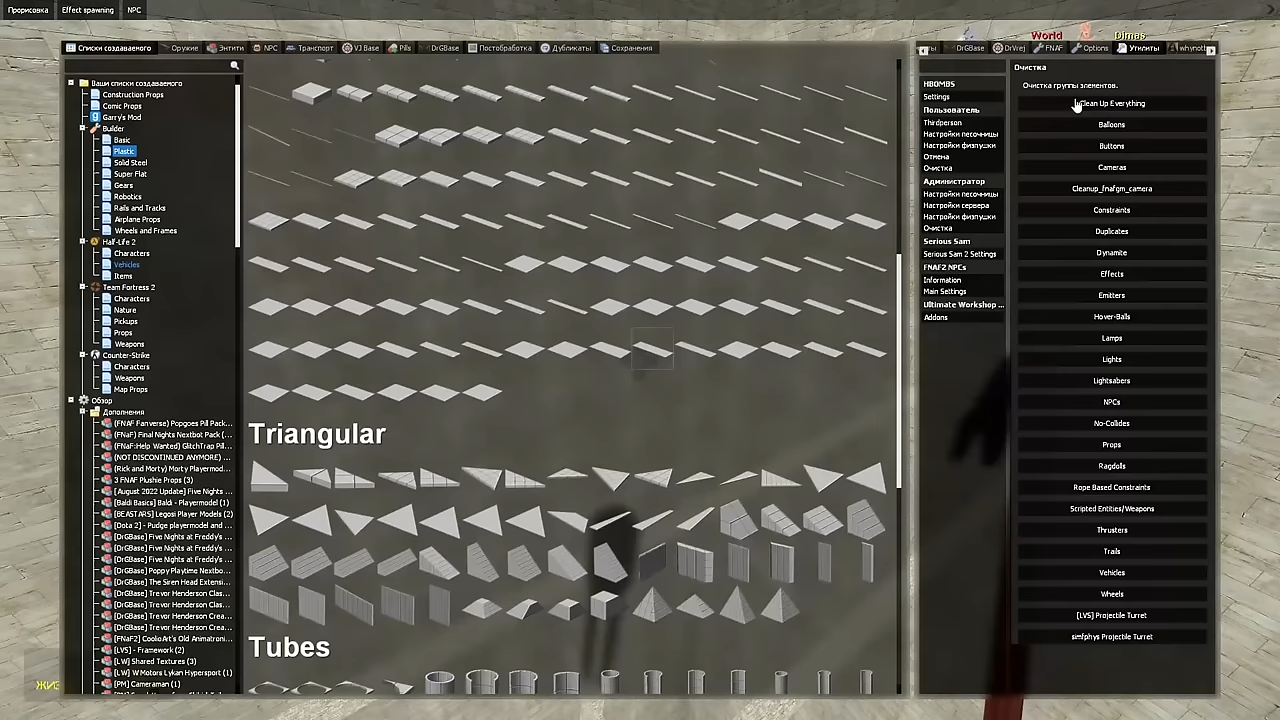 Прорисовка Effect spawning NPC
World
Dimas
Списки создаваемого Оружие Энтити NPC Транспорт VJ Base Pills DrGBase Постобработка Дубликаты Сохранения
DrGBase DrVrej FNAF Options Утилиты whynott
Ваши списки создаваемого
Construction Props
Comic Props
Garry's Mod
Builder
Basic
Plastic
Solid Steel
Super Flat
Gears
Robotics
Rails and Tracks
Airplane Props
Wheels and Frames
Half-Life 2
Characters
Vehicles
Items
Team Fortress 2
Characters
Nature
Pickups
Props
Weapons
Counter-Strike
Characters
Weapons
Map Props
Обзор
Дополнения
(FNAF Fanverse) Popgoes Pill Pack...
(FNaF) Final Nights Nextbot Pack (...
(FNaF:Help Wanted) GlitchTrap Pill...
(NOT DISCONTINUED ANYMORE) ...
(Rick and Morty) Morty Playermod...
3 FNAF Plushie Props (3)
[August 2022 Update] Five Nights ...
[Baldi Basics] Baldi - Playermodel (1)
[BEASTARS] Legosi Player Models (2)
[Dota 2] - Pudge playermodel and ...
[DrGBase] Five Nights at Freddy's ...
[DrGBase] Five Nights at Freddy's ...
[DrGBase] Five Nights at Freddy's ...
[DrGBase] Poppy Playtime Nextbo...
[DrGBase] The Siren Head Extensi...
[DrGBase] Trevor Henderson Clas...
[DrGBase] Trevor Henderson Clas...
[DrGBase] Trevor Henderson Crea...
[DrGBase] Trevor Henderson Crea...
[FNaF2] CoolioArt's Old Animatroni...
[LVS] - Framework (2)
[LW] Shared Textures (3)
[LW] W Motors Lykan Hypersport (1)
[PM] Cameraman (1)
Triangular
Tubes
HBOMBS
Settings
Пользователь
Thirdperson
Настройки песочницы
Настройки физпушки
Отмена
Очистка
Администратор
Настройки песочницы
Настройки сервера
Настройки физпушки
Очистка
Serious Sam
Serious Sam 2 Settings
FNAF2 NPCs
Information
Main Settings
Ultimate Workshop ...
Addons
Очистка
Очистка группы элементов.
Clean Up Everything
Balloons
Buttons
Cameras
Cleanup_fnafgm_camera
Constraints
Duplicates
Dynamite
Effects
Emitters
Hover-Balls
Lamps
Lights
Lightsabers
NPCs
No-Collides
Props
Ragdolls
Rope Based Constraints
Scripted Entities/Weapons
Thrusters
Trails
Vehicles
Wheels
[LVS] Projectile Turret
simfphys Projectile Turret